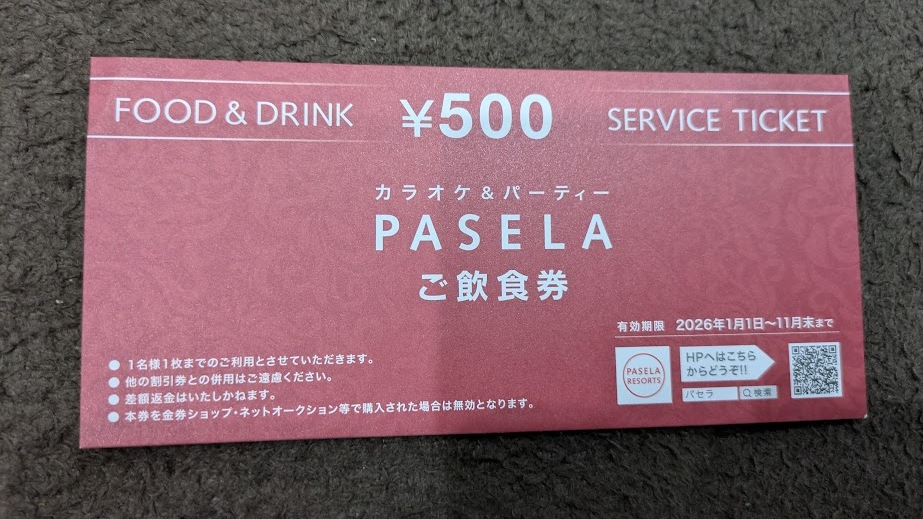 FOOD & DRINK ¥500 SERVICE TICKET
カラオケ&パーティー
PASELA
ご飲食券
有効期限 2026年1月1日～11月末まで
● 1名様1枚までのご利用とさせていただきます。
● 他の割引券との併用はご遠慮ください。
● 差額返金はいたしかねます。
● 本券を金券ショップ・ネットオークション等で購入された場合は無効となります。
PASELA
RESORTS
HPへはこちら
からどうぞ!!
パセラ 検索